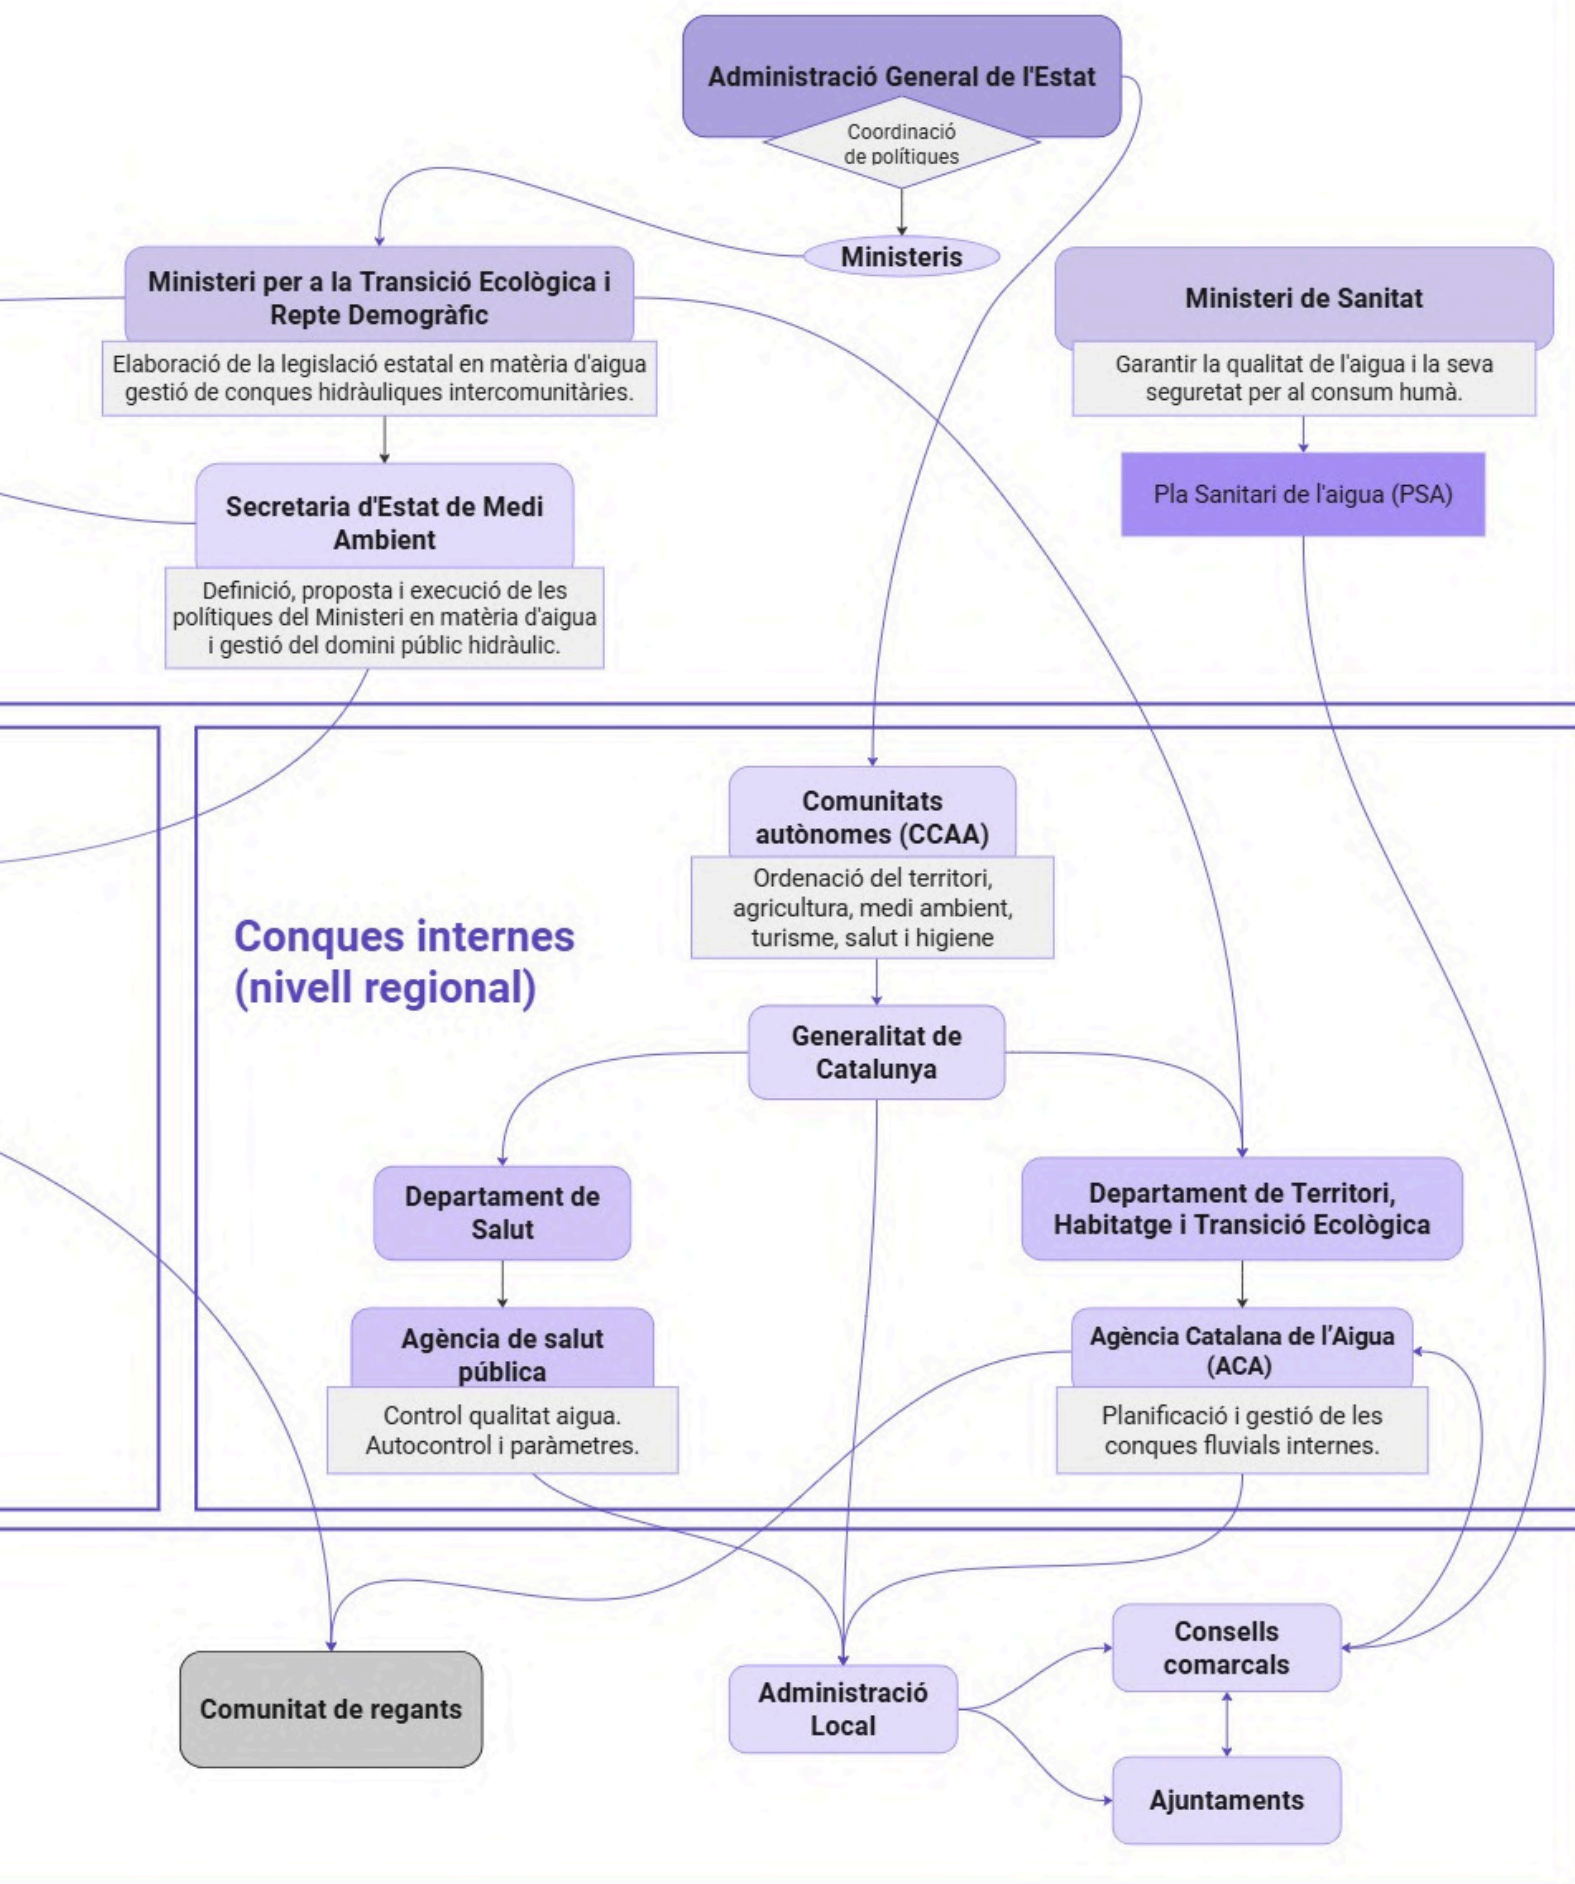 Administració General de l'Estat
Coordinació
de polítiques
Ministeris
Ministeri per a la Transició Ecològica i
Repte Demogràfic
Elaboració de la legislació estatal en matèria d'aigua
gestió de conques hidràuliques intercomunitàries.
Ministeri de Sanitat
Garantir la qualitat de l'aigua i la seva
seguretat per al consum humà.
Pla Sanitari de l'aigua (PSA)
Secretaria d'Estat de Medi
Ambient
Definició, proposta i execució de les
polítiques del Ministeri en matèria d'aigua
i gestió del domini públic hidràulic.
Comunitats
autònomes (CCAA)
Ordenació del territori,
agricultura, medi ambient,
turisme, salut i higiene
Conques internes
(nivell regional)
Generalitat de
Catalunya
Departament de
Salut
Departament de Territori,
Habitatge i Transició Ecològica
Agència de salut
pública
Control qualitat aigua.
Autocontrol i paràmetres.
Agència Catalana de l’Aigua
(ACA)
Planificació i gestió de les
conques fluvials internes.
Comunitat de regants
Administració
Local
Consells
comarcals
Ajuntaments